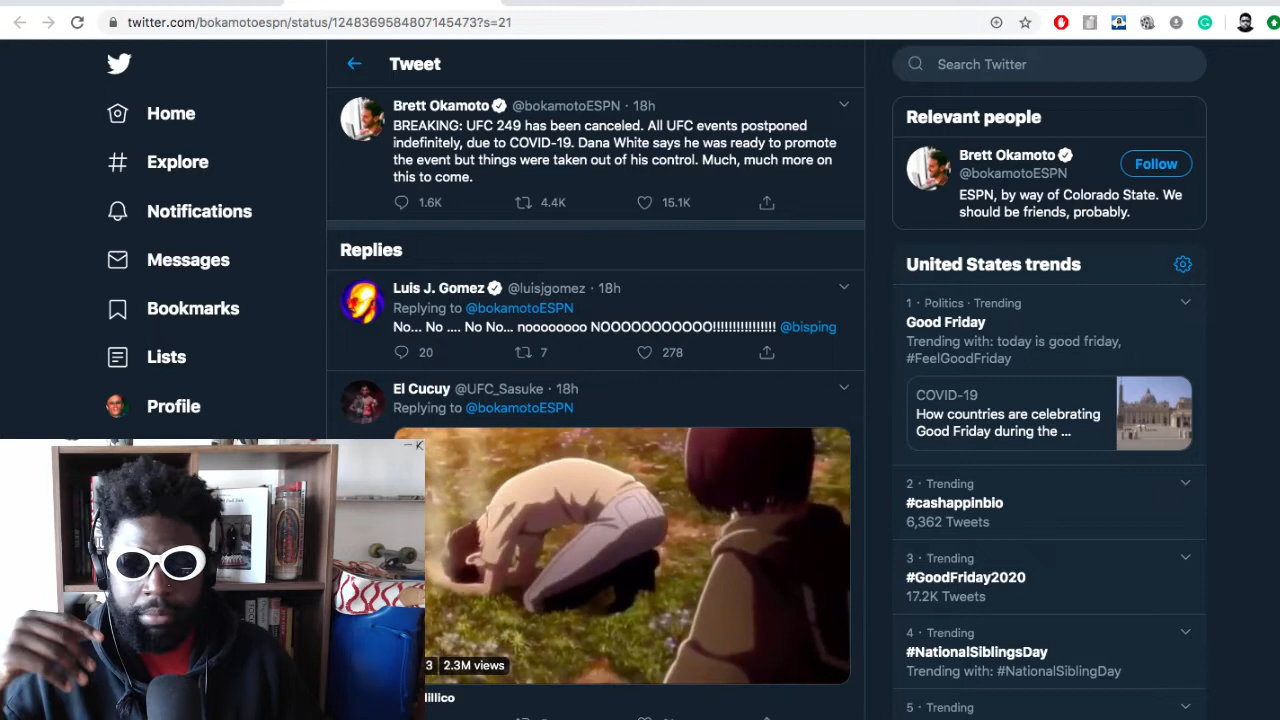 twitter.com/bokamotoespn/status/1248369584807145473?s=21
Home
Explore
Notifications
Messages
Bookmarks
Lists
Profile
Tweet
Brett Okamoto @bokamotoESPN · 18h
BREAKING: UFC 249 has been canceled. All UFC events postponed
indefinitely, due to COVID-19. Dana White says he was ready to promote
the event but things were taken out of his control. Much, much more on
this to come.
1.6K 4.4K 15.1K
Replies
Luis J. Gomez @luisjgomez · 18h
Replying to @bokamotoESPN
No... No .... No No... noooooooo NOOOOOOOOOOO!!!!!!!!!!!!!!!! @bisping
20 7 278
El Cucuy @UFC_Sasuke · 18h
Replying to @bokamotoESPN
3 2.3M views
dillico
Search Twitter
Relevant people
Brett Okamoto
@bokamotoESPN
Follow
ESPN, by way of Colorado State. We
should be friends, probably.
United States trends
1 · Politics · Trending
Good Friday
Trending with: today is good friday,
#FeelGoodFriday
COVID-19
How countries are celebrating
Good Friday during the ...
2 · Trending
#cashappinbio
6,362 Tweets
3 · Trending
#GoodFriday2020
17.2K Tweets
4 · Trending
#NationalSiblingsDay
Trending with: #NationalSiblingDay
5 · Trending